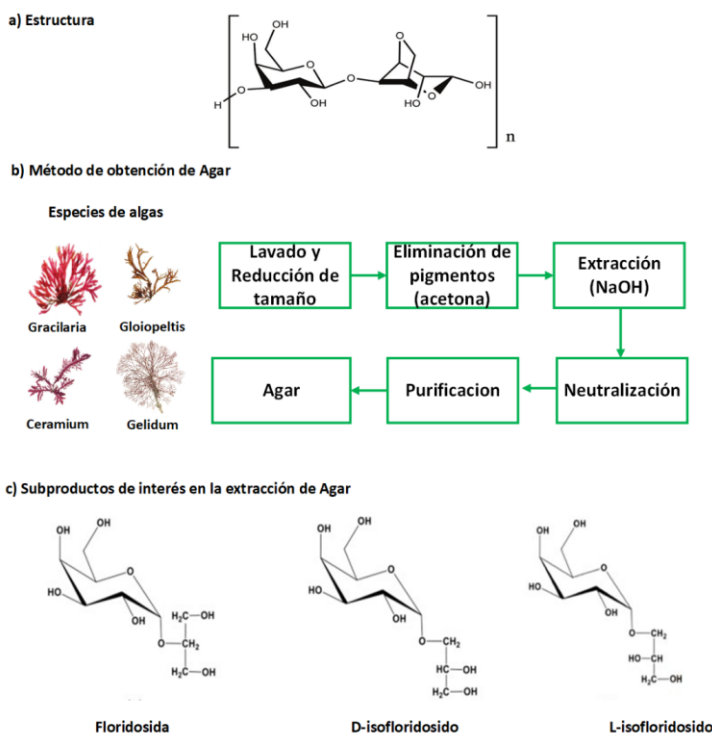 a) Estructura
OH
HO
O
O
HO
OH
O
O
HO
O
OH
H
n
b) Método de obtención de Agar
Especies de algas
Gracilaria
Gloiopeltis
Ceramium
Gelidum
Lavado y
Reducción de
tamaño
Eliminación de
pigmentos
(acetona)
Extracción
(NaOH)
Agar
Purificacion
Neutralización
c) Subproductos de interés en la extracción de Agar
OH
OH
O
HO
OH
H₂C—OH
O—CH
H₂C—OH
OH
OH
O
HO
OH
O—CH₂
HC—OH
H₂C—OH
OH
OH
O
HO
OH
O—CH₂
HO—CH
H₂C—OH
Floridosida
D-isofloridosido
L-isofloridosido